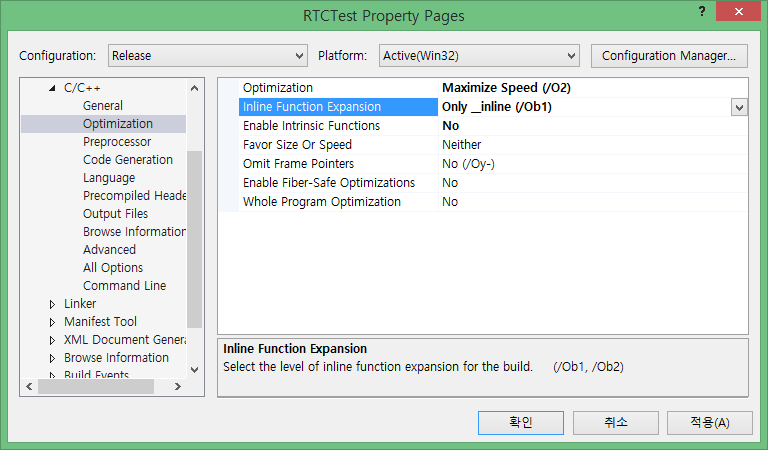 RTCTest Property Pages
? ×
Configuration: Release Platform: Active(Win32) Configuration Manager...
C/C++
General
Optimization
Preprocessor
Code Generation
Language
Precompiled Heade
Output Files
Browse Information
Advanced
All Options
Command Line
Linker
Manifest Tool
XML Document Genera
Browse Information
Build Events
Optimization Maximize Speed (/O2)
Inline Function Expansion Only __inline (/Ob1)
Enable Intrinsic Functions No
Favor Size Or Speed Neither
Omit Frame Pointers No (/Oy-)
Enable Fiber-Safe Optimizations No
Whole Program Optimization No
Inline Function Expansion
Select the level of inline function expansion for the build. (/Ob1, /Ob2)
확인 취소 적용(A)